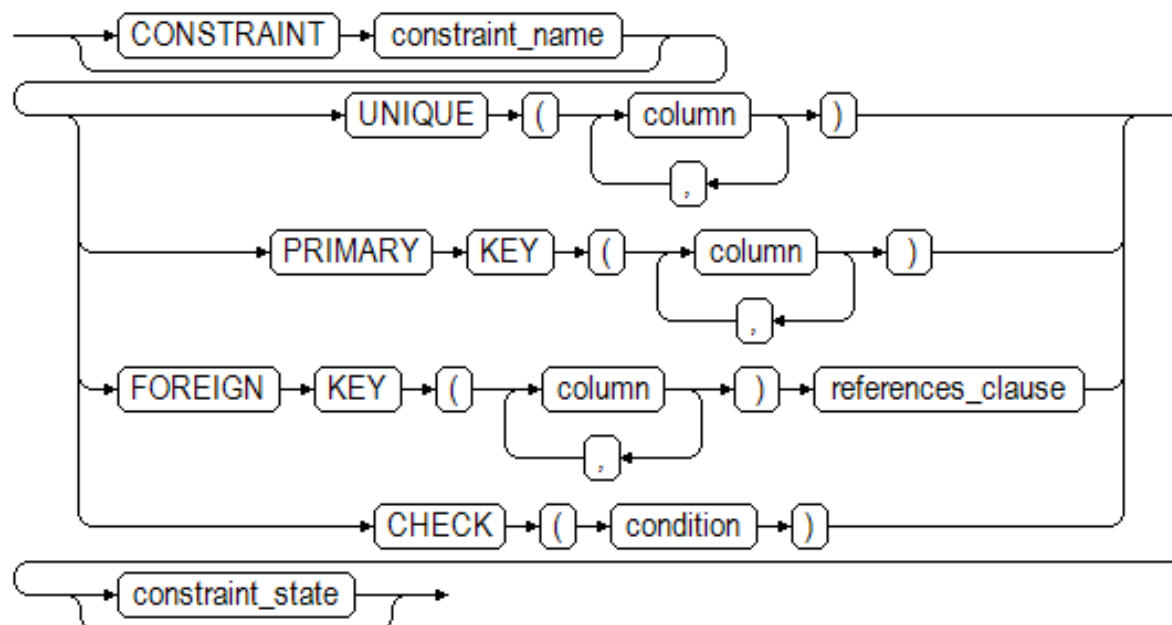 CONSTRAINT constraint_name
UNIQUE ( column )
,
PRIMARY KEY ( column )
,
FOREIGN KEY ( column ) references_clause
,
CHECK ( condition )
constraint_state